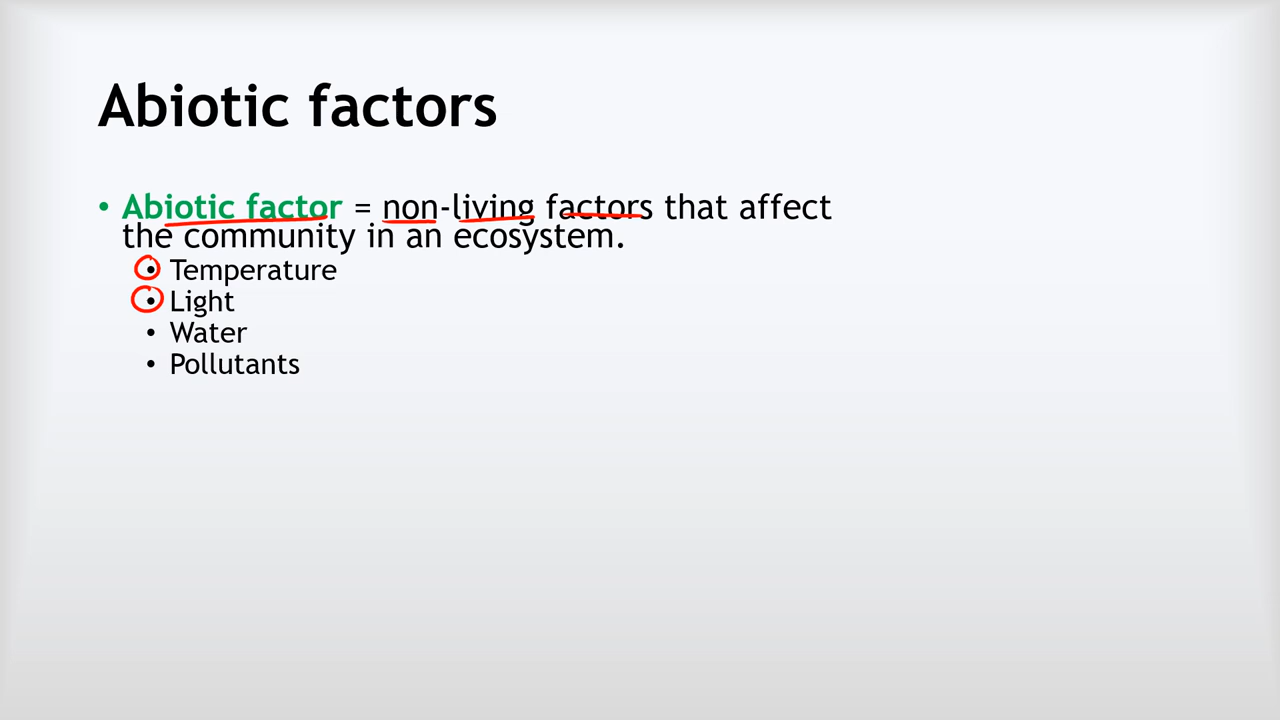 Abiotic factors
• Abiotic factor = non-living factors that affect
the community in an ecosystem.
• Temperature
• Light
• Water
• Pollutants